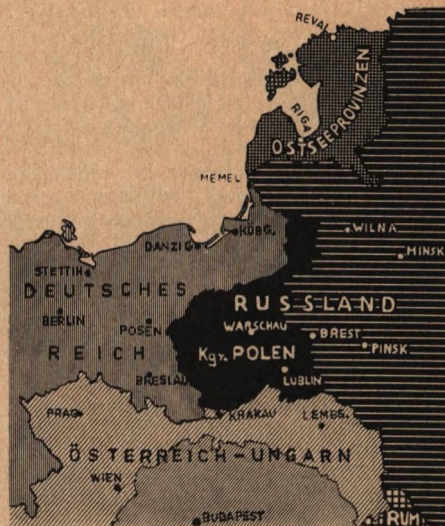 REVAL
RIGA
OSTSEEPROVINZEN
MEMEL
WILNA
KÖBG.
DANZIG
MINSK
STETTIN
DEUTSCHES
RUSSLAND
BERLIN
POSEN
WARSCHAU
BREST
REICH
Kgr. POLEN
PINSK
BRESLAU
LUBLIN
PRAG
KRAKAU
LEMBG.
ÖSTERREICH-UNGARN
WIEN
BUDAPEST
RUM.